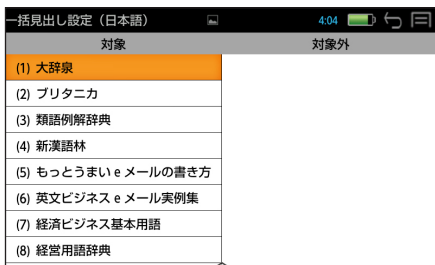 一括見出し設定（日本語）
4:04
対象
対象外
(1) 大辞泉
(2) ブリタニカ
(3) 類語例解辞典
(4) 新漢語林
(5) もっとうまい e メールの書き方
(6) 英文ビジネス e メール実例集
(7) 経済ビジネス基本用語
(8) 経営用語辞典